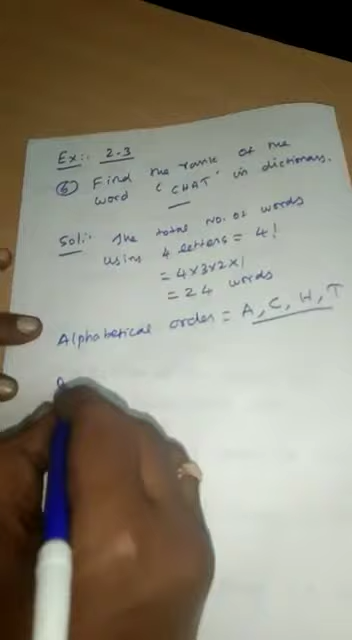 Ex:. 2.3
⑥ Find the rank of the
word ‘CHAT’ in dictionary.
Sol:. The total No. of words
using 4 letters = 4!
= 4×3×2×1
= 24 words
Alphabetical order = A, C, H, T